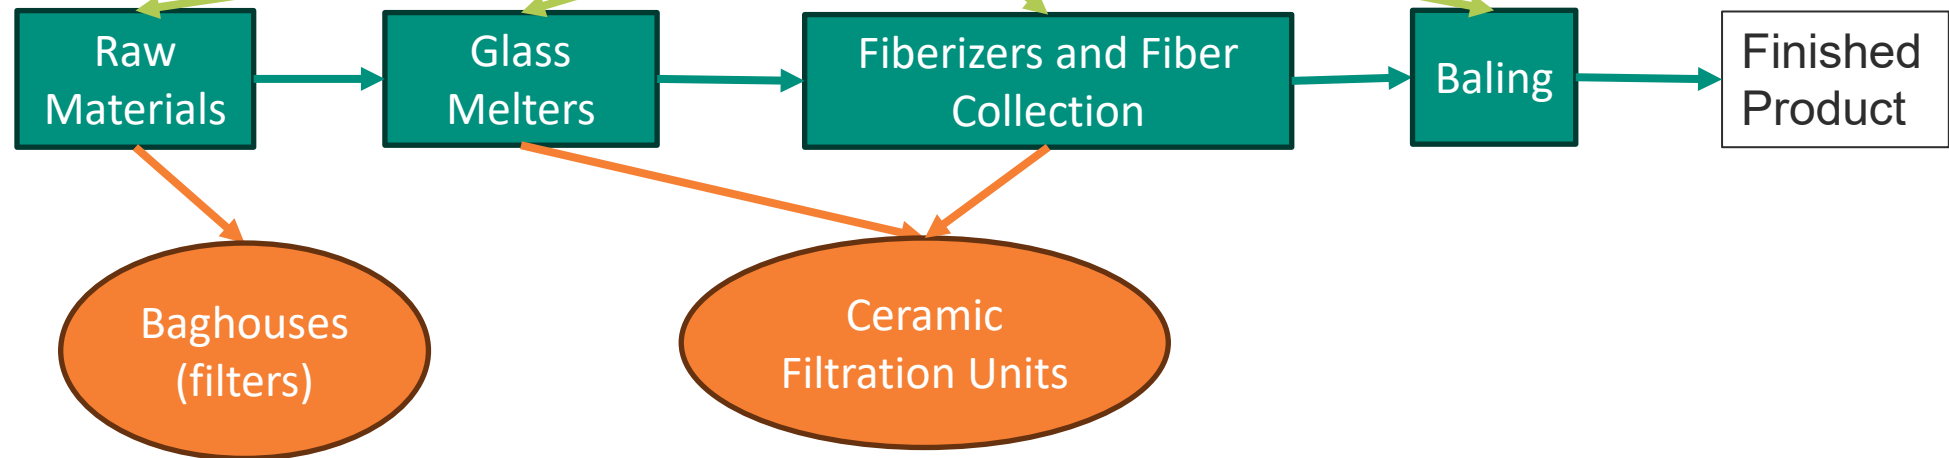 Raw
Materials
Glass
Melters
Fiberizers and Fiber
Collection
Baling
Finished
Product
Baghouses
(filters)
Ceramic
Filtration Units